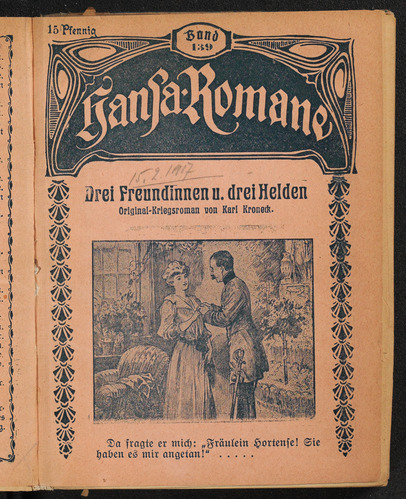 15 Pfennig
Band
139
Hansa-Romane
15.2.1917
Drei Freundinnen u. drei Helden
Original-Kriegsroman von Karl Kroneck.
Da fragte er mich: „Fräulein Hortense! Sie
haben es mir angetan!“ . . . . .